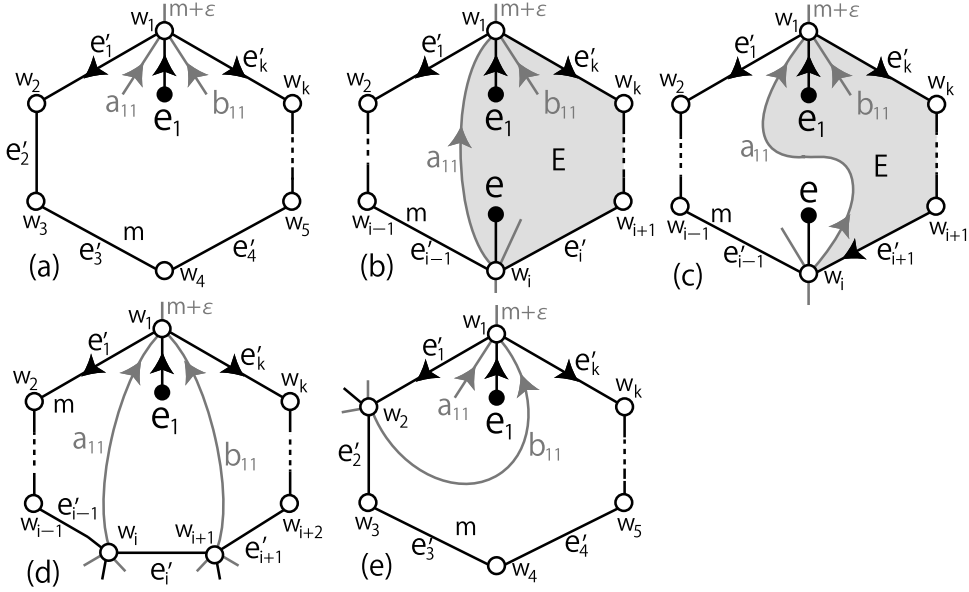 m+ε
w₁
e′₁
e′ₖ
w₂
wₖ
a₁₁
b₁₁
e₁
e′₂
w₃
w₅
m
e′₃
e′₄
w₄
(a)
w₁
e′₁
e′ₖ
w₂
wₖ
b₁₁
e₁
a₁₁
E
e
wᵢ₋₁
wᵢ₊₁
m
e′ᵢ₋₁
e′ᵢ
wᵢ
(b)
m+ε
w₁
e′₁
e′ₖ
w₂
wₖ
b₁₁
e₁
a₁₁
E
e
wᵢ₋₁
wᵢ₊₁
m
e′ᵢ₋₁
e′ᵢ₊₁
wᵢ
(c)
m+ε
w₁
e′₁
e′ₖ
w₂
wₖ
m
e₁
a₁₁
b₁₁
e′ᵢ₋₁
wᵢ₋₁
wᵢ
wᵢ₊₁
wᵢ₊₂
e′ᵢ
e′ᵢ₊₁
(d)
m+ε
w₁
e′₁
e′ₖ
w₂
wₖ
a₁₁
e₁
b₁₁
e′₂
w₃
w₅
m
e′₃
e′₄
w₄
(e)